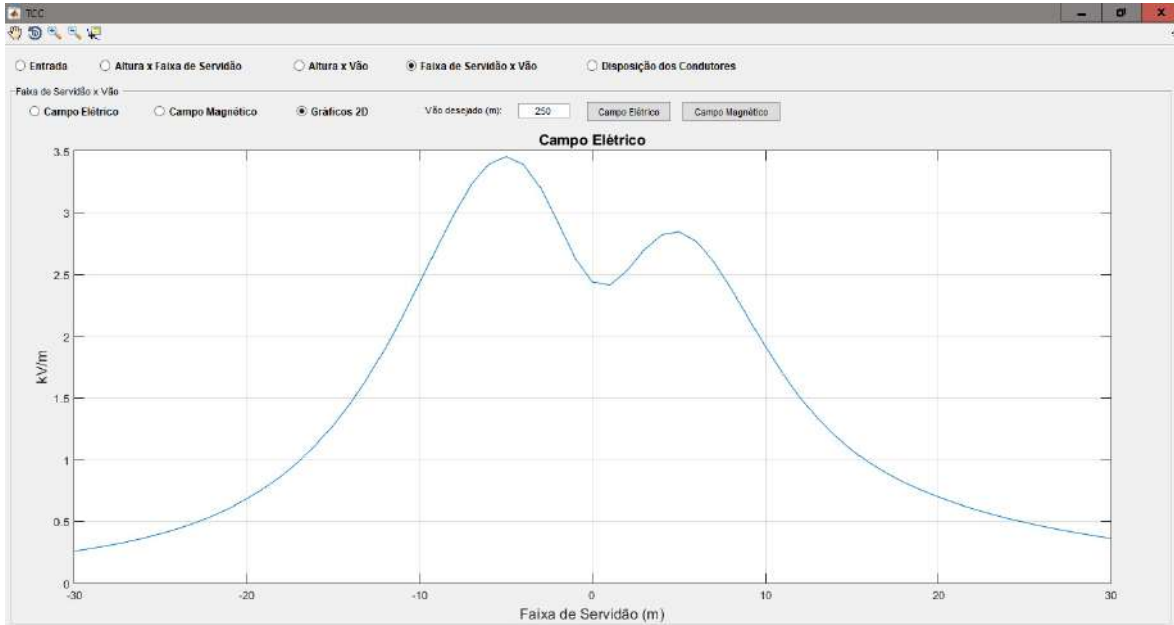 TCC
Entrada Altura x Faixa de Servidão Altura x Vão Faixa de Servidão x Vão Disposição dos Condutores
Faixa de Servidão x Vão
Campo Elétrico Campo Magnético Gráficos 2D Vão desejado (m): 250 Campo Elétrico Campo Magnético
Campo Elétrico
3.5
3
2.5
2
1.5
1
0.5
0
kV/m
-30 -20 -10 0 10 20 30
Faixa de Servidão (m)